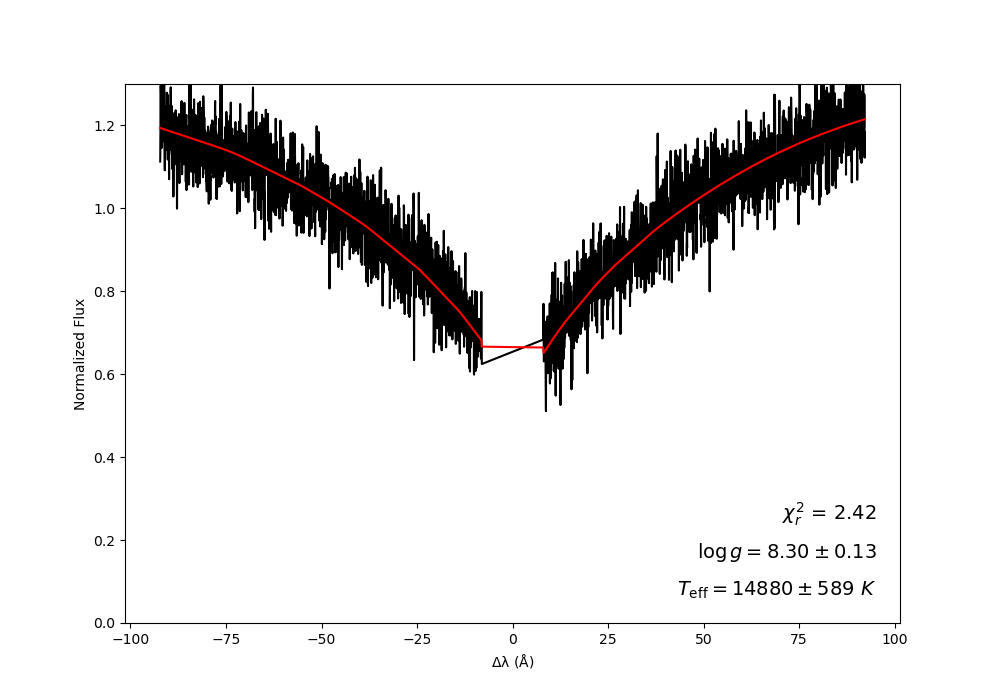 1.2
1.0
0.8
0.6
0.4
0.2
0.0
Normalized Flux
χ²ᵣ = 2.42
log g = 8.30 ± 0.13
T_eff = 14880 ± 589 K
−100 −75 −50 −25 0 25 50 75 100
Δλ (Å)